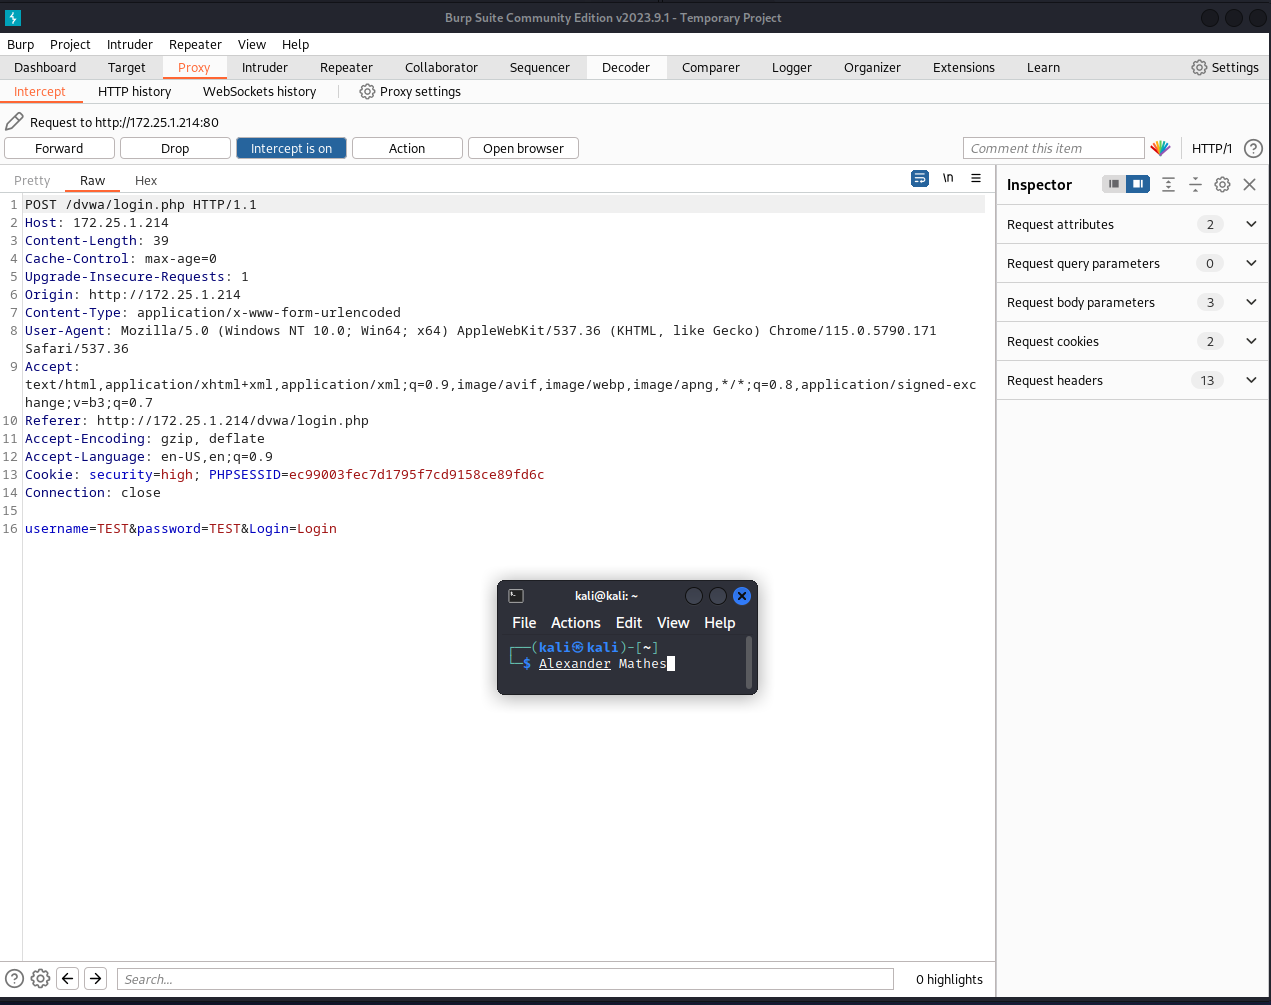 Burp Suite Community Edition v2023.9.1 - Temporary Project
Burp Project Intruder Repeater View Help
Dashboard Target Proxy Intruder Repeater Collaborator Sequencer Decoder Comparer Logger Organizer Extensions Learn Settings
Intercept HTTP history WebSockets history Proxy settings
Request to http://172.25.1.214:80
Forward Drop Intercept is on Action Open browser Comment this item HTTP/1 ?
Pretty Raw Hex \n
1 POST /dvwa/login.php HTTP/1.1
2 Host: 172.25.1.214
3 Content-Length: 39
4 Cache-Control: max-age=0
5 Upgrade-Insecure-Requests: 1
6 Origin: http://172.25.1.214
7 Content-Type: application/x-www-form-urlencoded
8 User-Agent: Mozilla/5.0 (Windows NT 10.0; Win64; x64) AppleWebKit/537.36 (KHTML, like Gecko) Chrome/115.0.5790.171
Safari/537.36
9 Accept:
text/html,application/xhtml+xml,application/xml;q=0.9,image/avif,image/webp,image/apng,*/*;q=0.8,application/signed-exc
hange;v=b3;q=0.7
10 Referer: http://172.25.1.214/dvwa/login.php
11 Accept-Encoding: gzip, deflate
12 Accept-Language: en-US,en;q=0.9
13 Cookie: security=high; PHPSESSID=ec99003fec7d1795f7cd9158ce89fd6c
14 Connection: close
15
16 username=TEST&password=TEST&Login=Login
Inspector
Request attributes 2
Request query parameters 0
Request body parameters 3
Request cookies 2
Request headers 13
kali@kali: ~
File Actions Edit View Help
┌──(kali㉿kali)-[~]
└─$ Alexander Mathes
? Search... 0 highlights